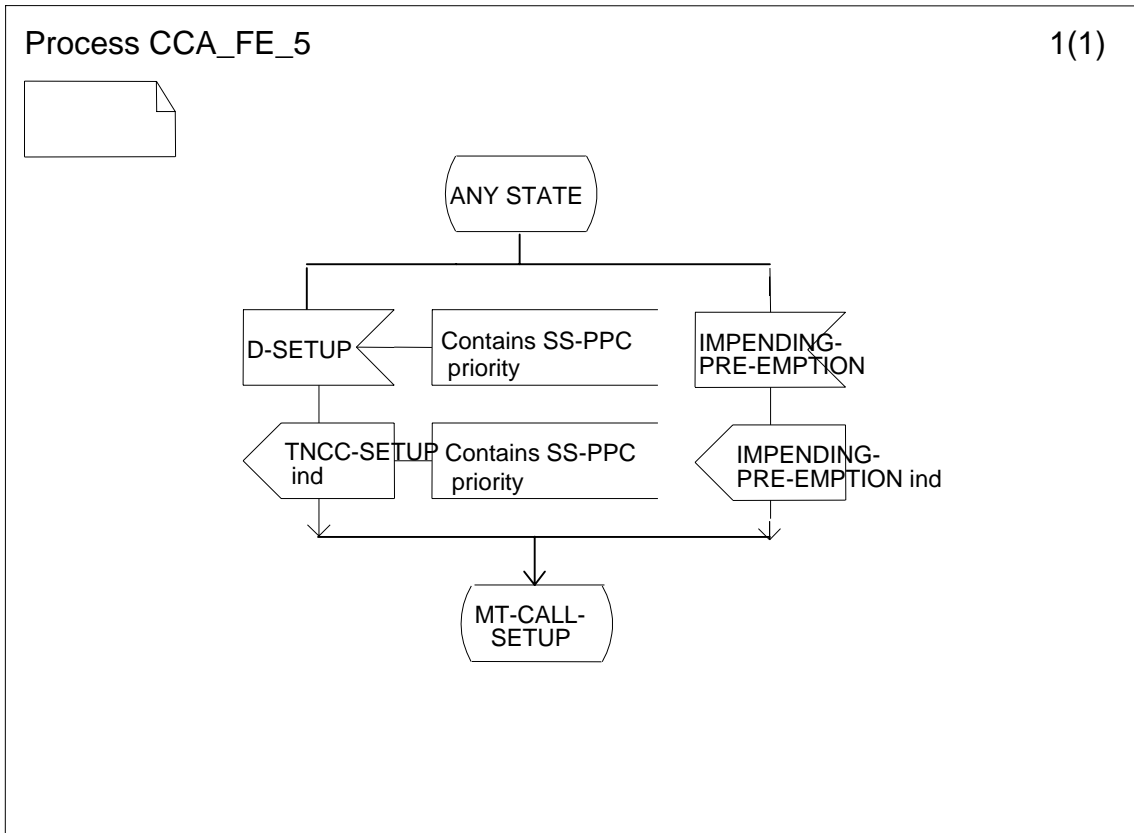 Process CCA_FE_5
1(1)
ANY STATE
D-SETUP
Contains SS-PPC
priority
IMPENDING-
PRE-EMPTION
TNCC-SETUP
ind
Contains SS-PPC
priority
IMPENDING-
PRE-EMPTION ind
MT-CALL-
SETUP